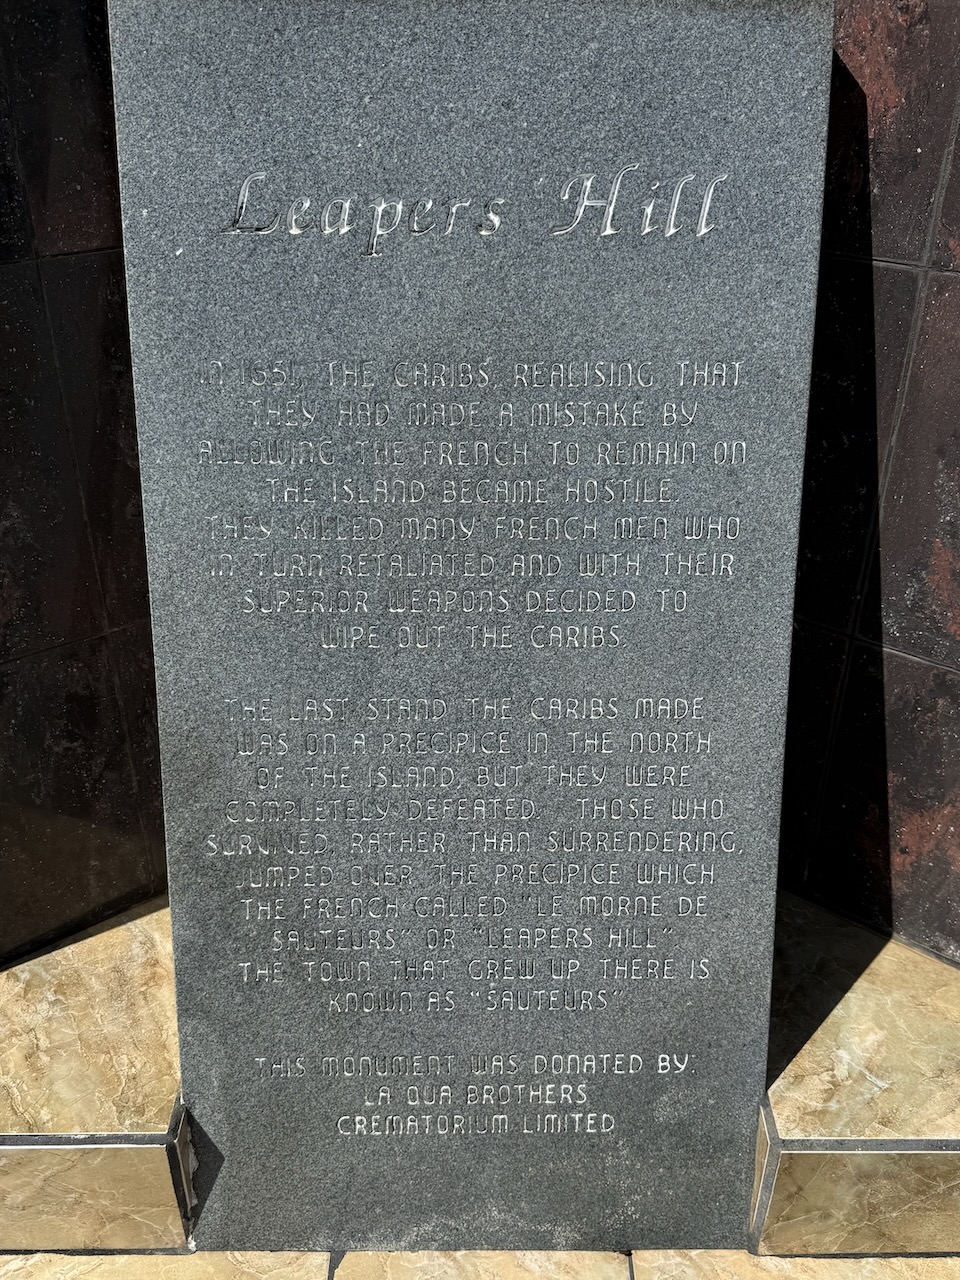 Leapers Hill
IN 1651, THE CARIBS, REALISING THAT
THEY HAD MADE A MISTAKE BY
ALLOWING THE FRENCH TO REMAIN ON
THE ISLAND BECAME HOSTILE.
THEY KILLED MANY FRENCH MEN WHO
IN TURN RETALIATED AND WITH THEIR
SUPERIOR WEAPONS DECIDED TO
WIPE OUT THE CARIBS.
THE LAST STAND THE CARIBS MADE
WAS ON A PRECIPICE IN THE NORTH
OF THE ISLAND, BUT THEY WERE
COMPLETELY DEFEATED. THOSE WHO
SURVIVED, RATHER THAN SURRENDERING,
JUMPED OVER THE PRECIPICE WHICH
THE FRENCH CALLED "LE MORNE DE
SAUTEURS" OR "LEAPERS HILL".
THE TOWN THAT GREW UP THERE IS
KNOWN AS "SAUTEURS"
THIS MONUMENT WAS DONATED BY:
LA QUA BROTHERS
CREMATORIUM LIMITED